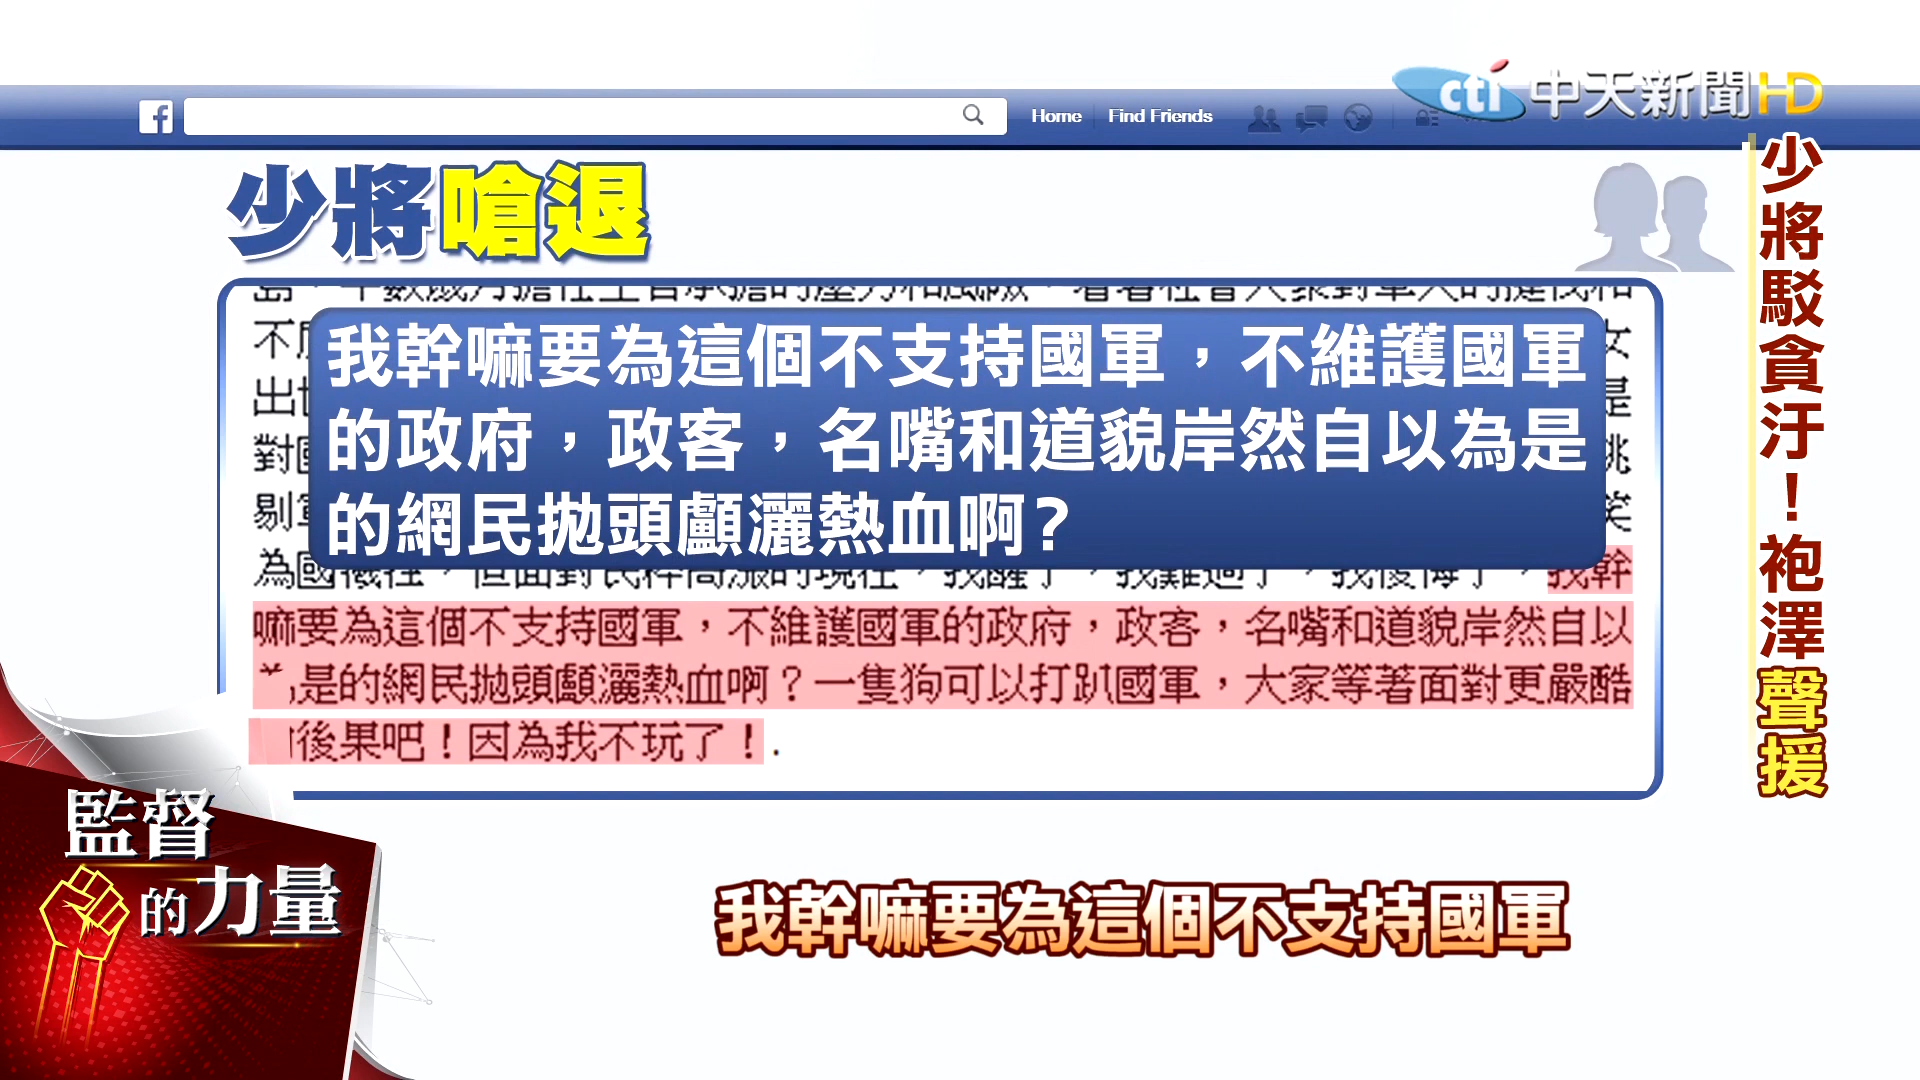 Home
Find Friends
cti 中天新聞HD
少將嗆退
我幹嘛要為這個不支持國軍，不維護國軍
的政府，政客，名嘴和道貌岸然自以為是
的網民拋頭顱灑熱血啊？
我幹
嘛要為這個不支持國軍，不維護國軍的政府，政客，名嘴和道貌岸然自以
是的網民拋頭顱灑熱血啊？一隻狗可以打趴國軍，大家等著面對更嚴酷
後果吧！因為我不玩了！.
少將駁貪汙！袍澤聲援
監督
的力量
我幹嘛要為這個不支持國軍